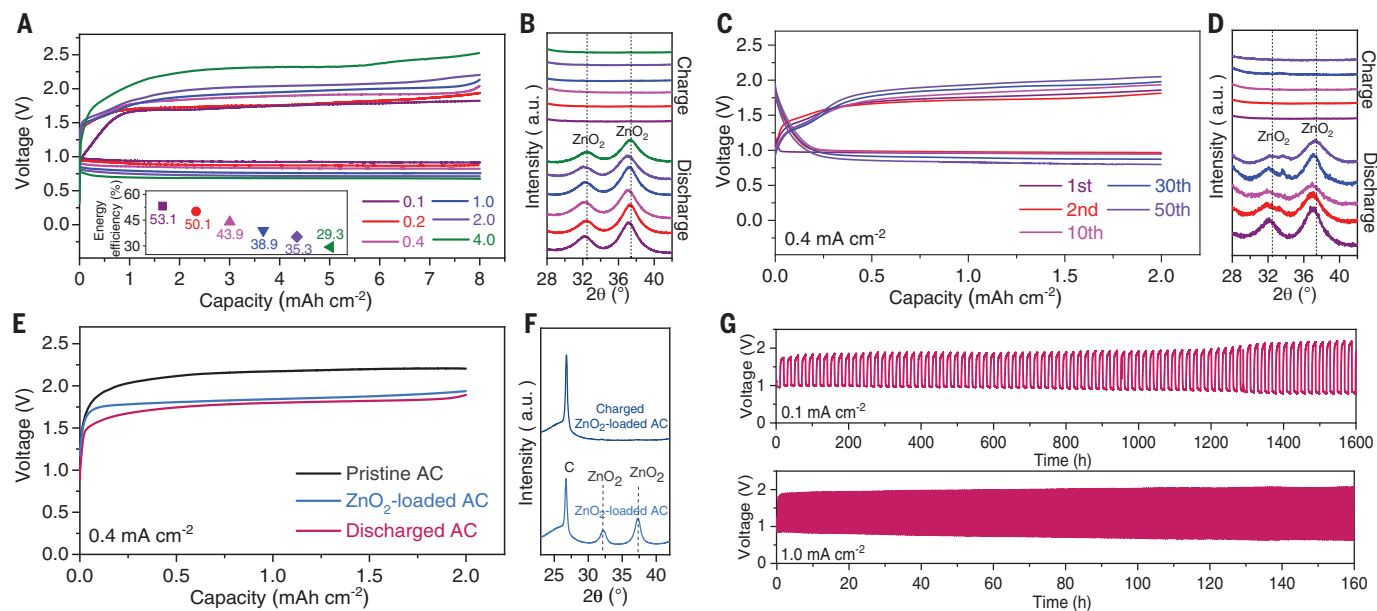 A
Voltage (V)
2.5
2.0
1.5
1.0
0.5
0.0
Energy
efficiency (%)
60
45
30
53.1
50.1
43.9
38.9
35.3
29.3
0.1
1.0
0.2
2.0
0.4
4.0
0 1 2 3 4 5 6 7 8
Capacity (mAh cm-2)
B
Intensity ( a.u.)
Charge
Discharge
ZnO2
ZnO2
28 32 36 40
2θ (°)
C
Voltage (V)
2.5
2.0
1.5
1.0
0.5
0.0
1st
30th
2nd
50th
10th
0.4 mA cm-2
0.0 0.5 1.0 1.5 2.0
Capacity (mAh cm-2)
D
Intensity ( a.u.)
Charge
Discharge
ZnO2
ZnO2
28 32 36 40
2θ (°)
E
Voltage (V)
2.5
2.0
1.5
1.0
0.5
0.0
Pristine AC
ZnO2-loaded AC
Discharged AC
0.4 mA cm-2
0.0 0.5 1.0 1.5 2.0
Capacity (mAh cm-2)
F
Intensity ( a.u.)
Charged
ZnO2-loaded AC
C
ZnO2
ZnO2
ZnO2-loaded AC
25 30 35 40
2θ (°)
G
Voltage (V)
2
1
0
0.1 mA cm-2
0 200 400 600 800 1000 1200 1400 1600
Time (h)
Voltage (V)
2
1
0
1.0 mA cm-2
0 20 40 60 80 100 120 140 160
Time (h)